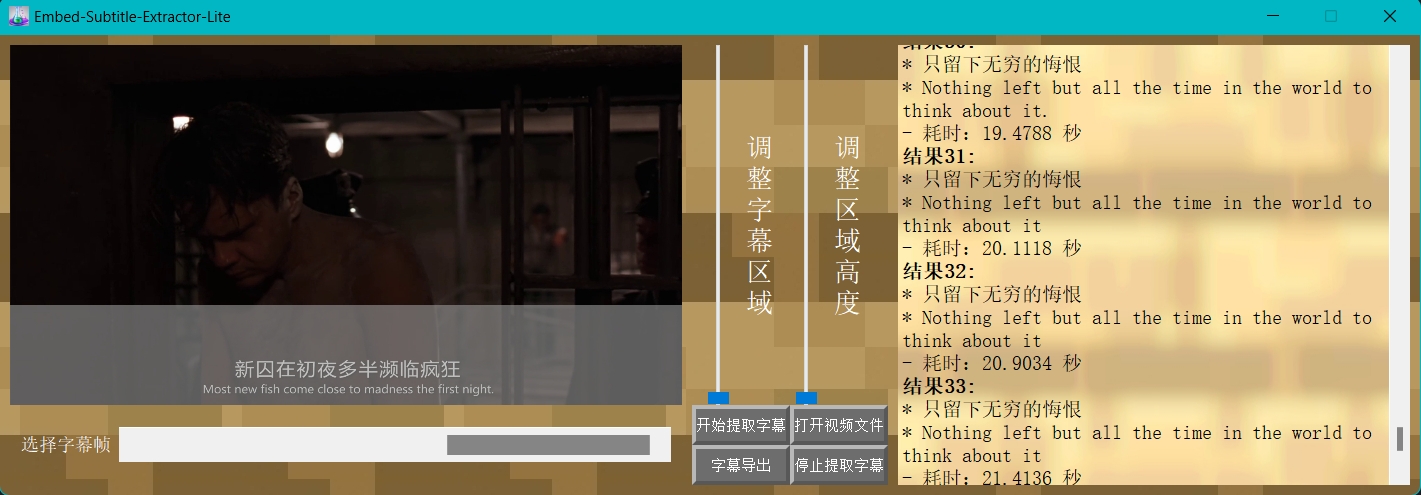 Embed-Subtitle-Extractor-Lite
新囚在初夜多半濒临疯狂
Most new fish come close to madness the first night.
选择字幕帧
调整字幕区域
调整区域高度
开始提取字幕
打开视频文件
字幕导出
停止提取字幕
* 只留下无穷的悔恨
* Nothing left but all the time in the world to
think about it.
- 耗时: 19.4788 秒
结果31:
* 只留下无穷的悔恨
* Nothing left but all the time in the world to
think about it
- 耗时: 20.1118 秒
结果32:
* 只留下无穷的悔恨
* Nothing left but all the time in the world to
think about it
- 耗时: 20.9034 秒
结果33:
* 只留下无穷的悔恨
* Nothing left but all the time in the world to
think about it
- 耗时: 21.4136 秒